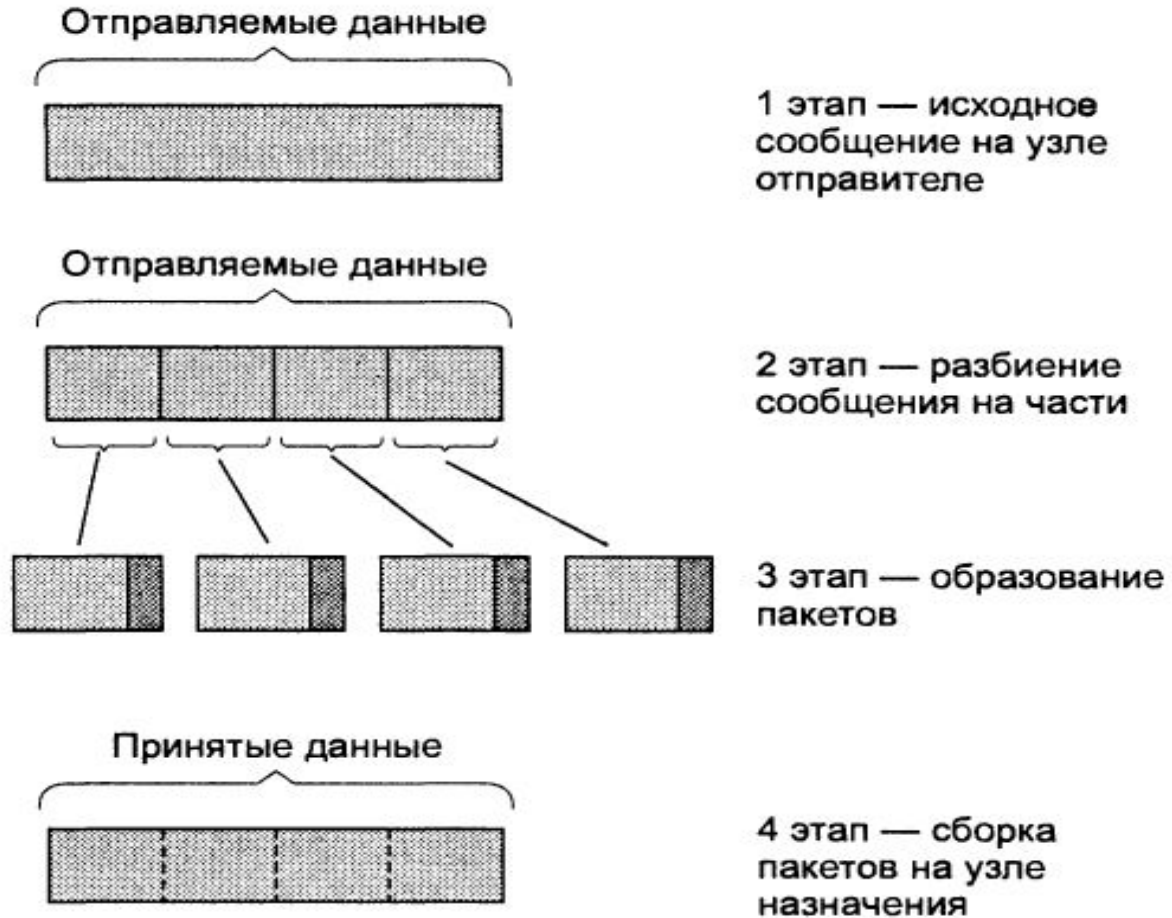 Отправляемые данные
1 этап — исходное
сообщение на узле
отправителе
Отправляемые данные
2 этап — разбиение
сообщения на части
3 этап — образование
пакетов
Принятые данные
4 этап — сборка
пакетов на узле
назначения